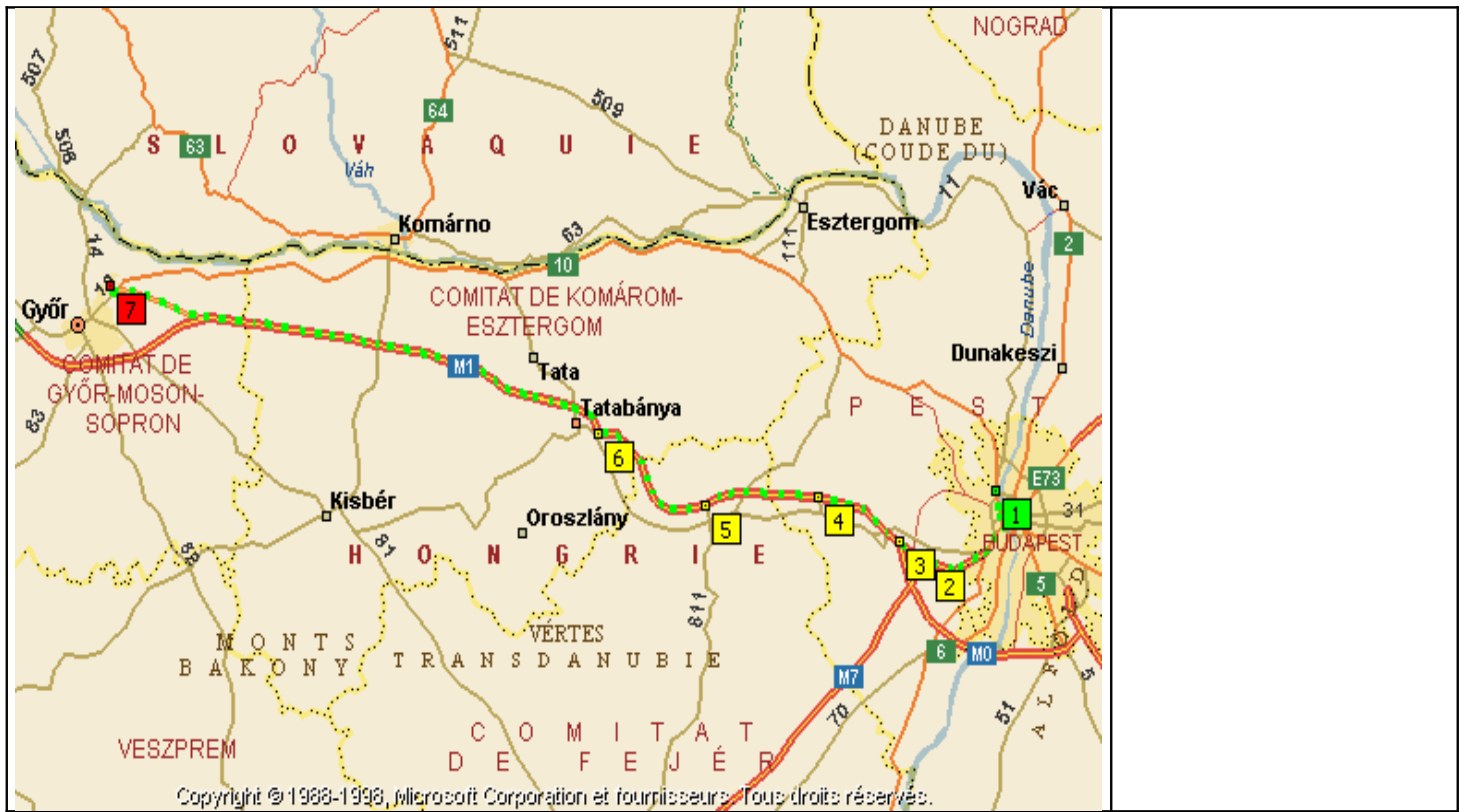 NOGRAD
511
507
509
64
DANUBE
(COUDE DU)
508
S L O V A Q U I E
63
Váh
11
Vác
Komárno
Esztergom
63
111
2
14
10
Danube
COMITAT DE KOMÁROM-
ESZTERGOM
7
Győr
Dunakeszi
COMITAT DE
GYŐR-MOSON-
SOPRON
M1
Tata
83
Tatabánya
P E S T
6
E73
Kisbér
4
1
31
5
Oroszlány
BUDAPEST
81
H O N G R I E
3
2
5
811
M O N T S
B A K O N Y
VÉRTES
T R A N S D A N U B I E
6
M0
M7
5
70
51
VESZPREM
C O M I T A T
D E F E J É R
Copyright © 1988-1998, Microsoft Corporation et fournisseurs. Tous droits réservés.